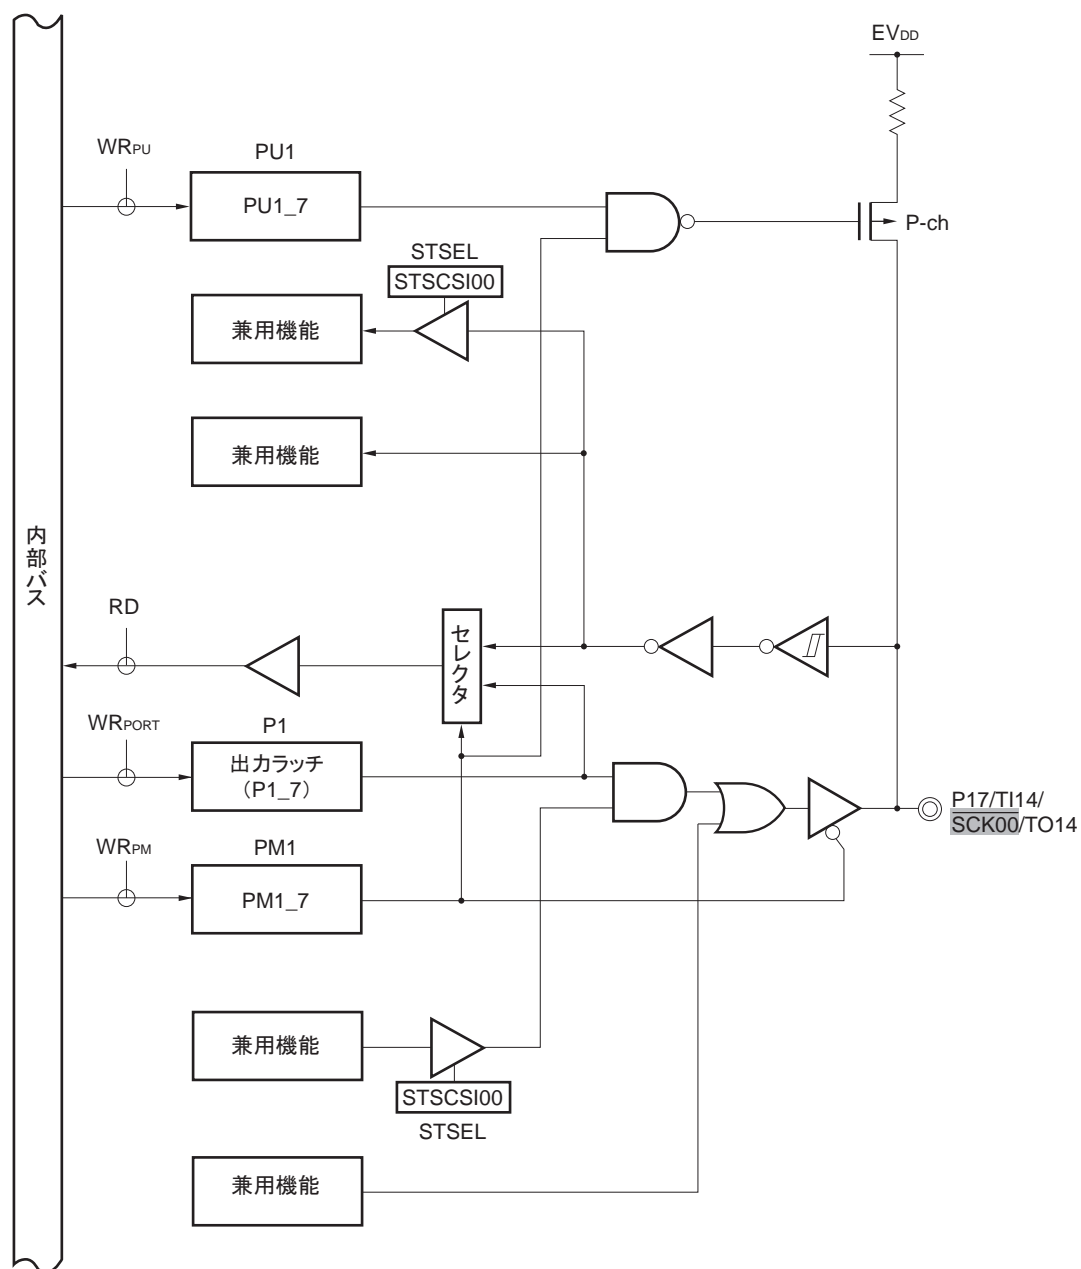 EVDD
WRPU
PU1
PU1_7
P-ch
STSEL
STSCSI00
兼用機能
兼用機能
内部バス
RD
セレクタ
WRPORT
P1
出力ラッチ
(P1_7)
P17/TI14/
SCK00/TO14
WRPM
PM1
PM1_7
兼用機能
STSCSI00
STSEL
兼用機能